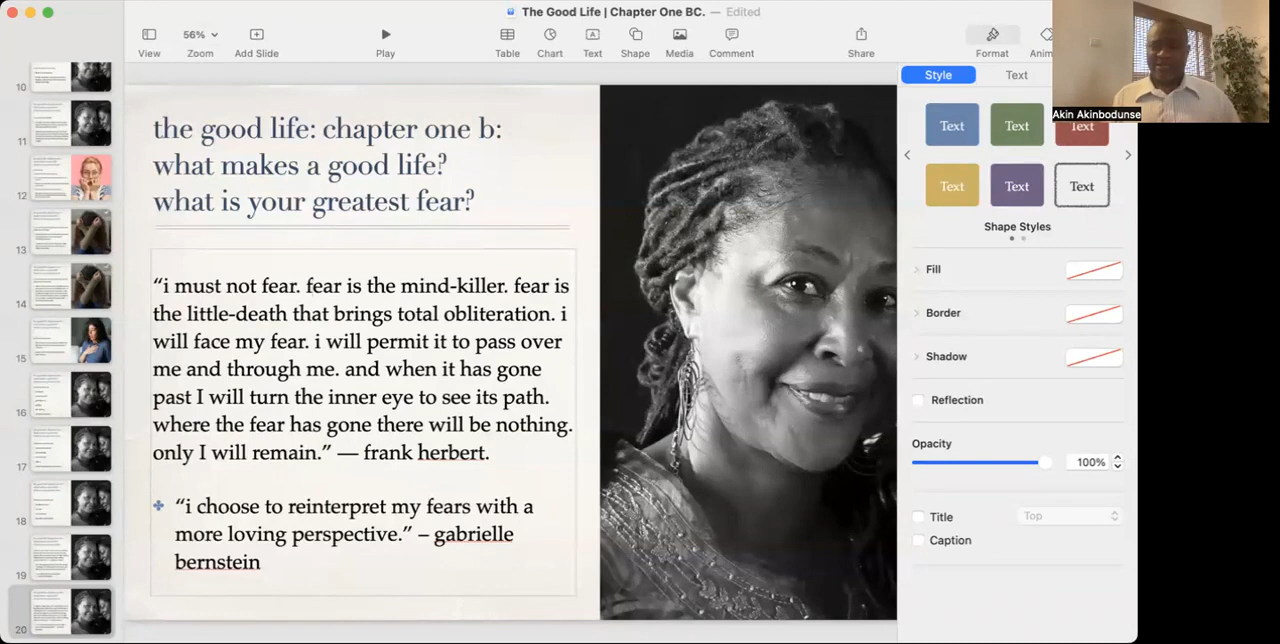 The Good Life | Chapter One BC. — Edited
View
56%
Zoom
Add Slide
Play
Table
Chart
Text
Shape
Media
Comment
Share
Format
Akin Akinbodunse
10
11
12
13
14
15
16
17
18
19
20
the good life: chapter one b:
what makes a good life?
what is your greatest fear?
“i must not fear. fear is the mind-killer. fear is
the little-death that brings total obliteration. i
will face my fear. i will permit it to pass over
me and through me. and when it has gone
past I will turn the inner eye to see its path.
where the fear has gone there will be nothing.
only I will remain.” — frank herbert.
“i choose to reinterpret my fears with a
more loving perspective.” – gabrielle
bernstein
Style
Text
Text
Text
Text
Text
Text
Text
Shape Styles
Fill
Border
Shadow
Reflection
Opacity
100%
Title
Top
Caption